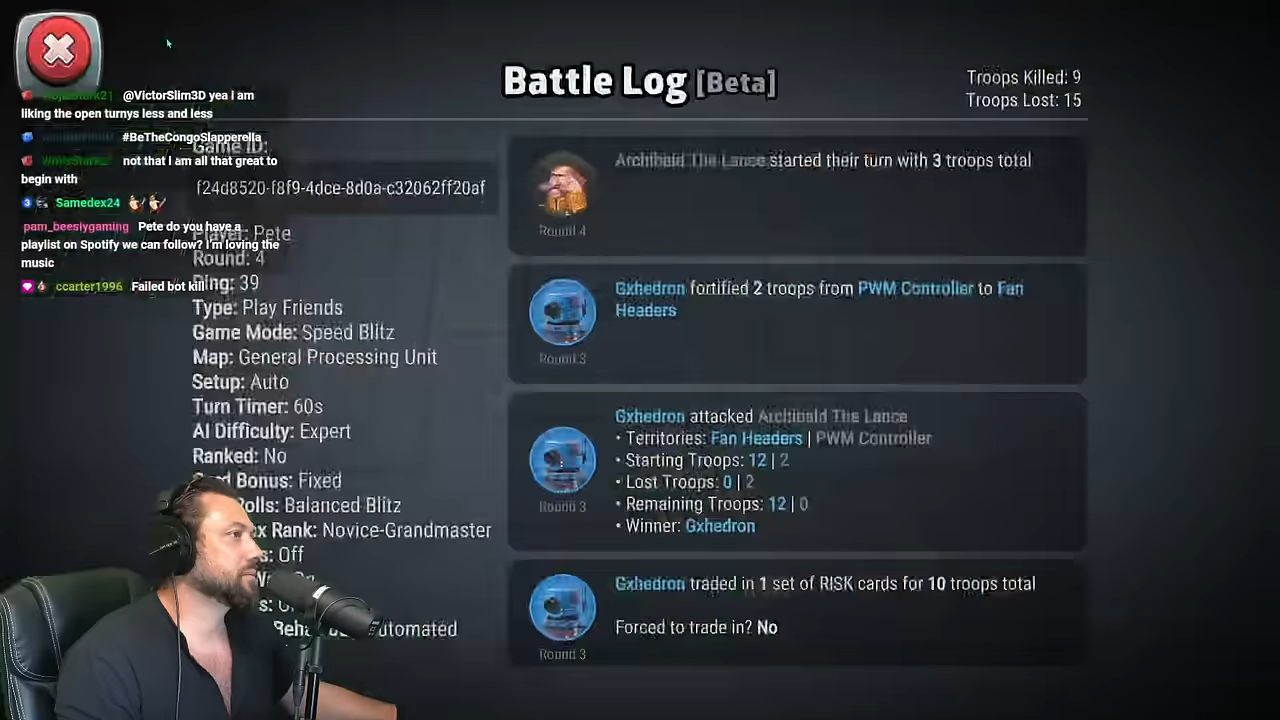 Battle Log [Beta]
Troops Killed: 9
Troops Lost: 15
@VictorSlim3D yea i am
liking the open turnys less and less
#BeTheCongoSlapperella
not that I am all that great to
begin with
3 Samedex24
pam_beeslygaming Pete do you have a
playlist on Spotify we can follow? I'm loving the
music
ccarter1996 Failed bot kill
Game ID:
f24d8520-f8f9-4dce-8d0a-c32062ff20af
Player: Pete
Round: 4
Ping: 39
Type: Play Friends
Game Mode: Speed Blitz
Map: General Processing Unit
Setup: Auto
Turn Timer: 60s
AI Difficulty: Expert
Ranked: No
Bonus: Fixed
Rolls: Balanced Blitz
Rank: Novice-Grandmaster
Off
Archibald The Lance started their turn with 3 troops total
Round 4
Gxhedron fortified 2 troops from PWM Controller to Fan
Headers
Round 3
Gxhedron attacked Archibald The Lance
• Territories: Fan Headers | PWM Controller
• Starting Troops: 12 | 2
• Lost Troops: 0 | 2
• Remaining Troops: 12 | 0
• Winner: Gxhedron
Round 3
Gxhedron traded in 1 set of RISK cards for 10 troops total
Forced to trade in? No
Round 3